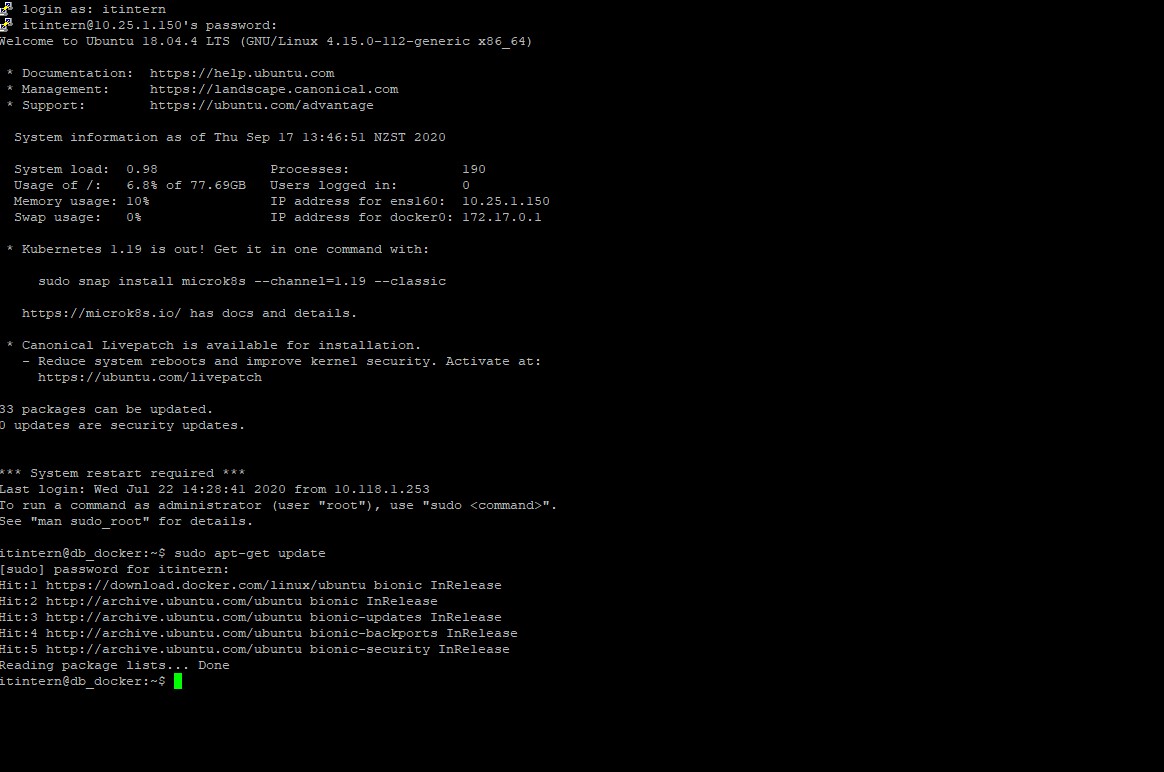 login as: itintern
itintern@10.25.1.150's password:
Welcome to Ubuntu 18.04.4 LTS (GNU/Linux 4.15.0-112-generic x86_64)
* Documentation:  https://help.ubuntu.com
* Management:     https://landscape.canonical.com
* Support:        https://ubuntu.com/advantage
System information as of Thu Sep 17 13:46:51 NZST 2020
System load:  0.98              Processes:              190
Usage of /:   6.8% of 77.69GB   Users logged in:        0
Memory usage: 10%               IP address for ens160:  10.25.1.150
Swap usage:   0%                IP address for docker0: 172.17.0.1
* Kubernetes 1.19 is out! Get it in one command with:
sudo snap install microk8s --channel=1.19 --classic
https://microk8s.io/ has docs and details.
* Canonical Livepatch is available for installation.
- Reduce system reboots and improve kernel security. Activate at:
https://ubuntu.com/livepatch
33 packages can be updated.
0 updates are security updates.
*** System restart required ***
Last login: Wed Jul 22 14:28:41 2020 from 10.118.1.253
To run a command as administrator (user "root"), use "sudo <command>".
See "man sudo_root" for details.
itintern@db_docker:~$ sudo apt-get update
[sudo] password for itintern:
Hit:1 https://download.docker.com/linux/ubuntu bionic InRelease
Hit:2 http://archive.ubuntu.com/ubuntu bionic InRelease
Hit:3 http://archive.ubuntu.com/ubuntu bionic-updates InRelease
Hit:4 http://archive.ubuntu.com/ubuntu bionic-backports InRelease
Hit:5 http://archive.ubuntu.com/ubuntu bionic-security InRelease
Reading package lists... Done
itintern@db_docker:~$